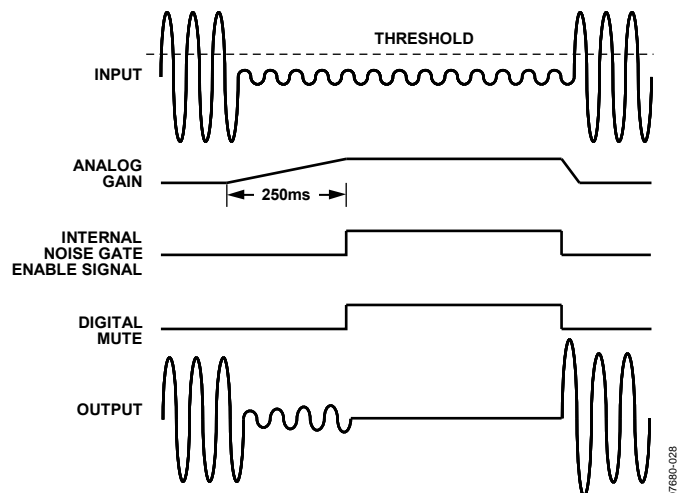 THRESHOLD
INPUT
ANALOG
GAIN
250ms
INTERNAL
NOISE GATE
ENABLE SIGNAL
DIGITAL
MUTE
OUTPUT
7680-028